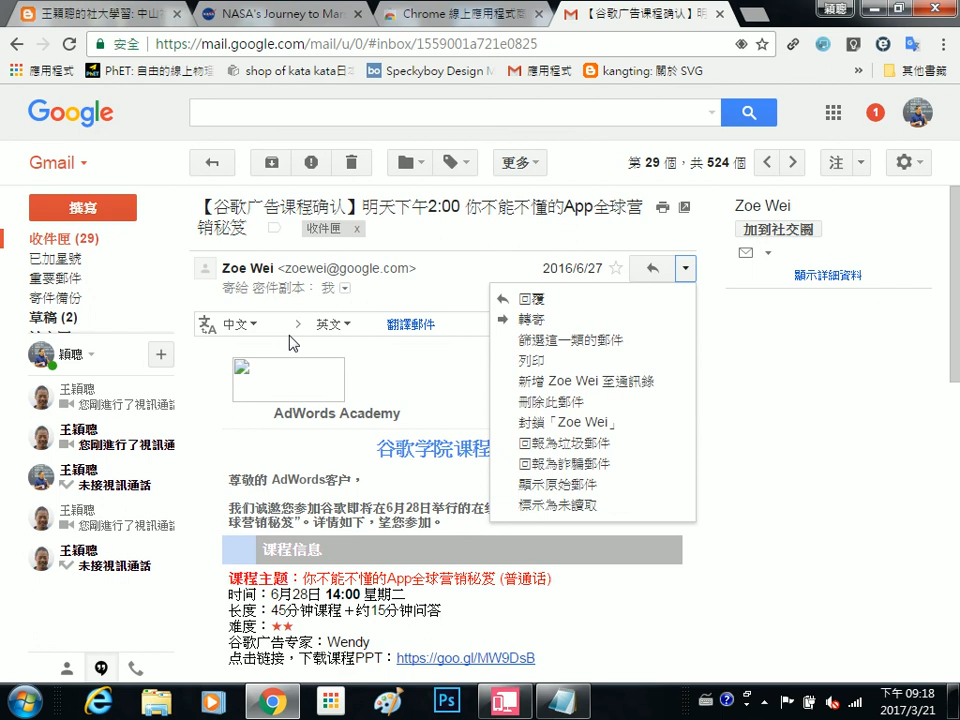 王穎聰的社大學習: 中山
NASA's Journey to Mar
Chrome 線上應用程式商
【谷歌广告课程确认】明
穎聰
安全 https://mail.google.com/mail/u/0/#inbox/1559001a721e0825
應用程式
PhET: 自由的線上物理
shop of kata kata日
Speckyboy Design M
應用程式
kangting: 關於 SVG
»
其他書籤
Google
1
Gmail
更多
第 29 個，共 524 個
注
撰寫
收件匣 (29)
已加星號
重要郵件
寄件備份
草稿 (2)
穎聰
王穎聰
您剛進行了視訊通話
王穎聰
您剛進行了視訊通
王穎聰
未接視訊通話
王穎聰
您剛進行了視訊通話
王穎聰
未接視訊通話
【谷歌广告课程确认】明天下午2:00 你不能不懂的App全球营
销秘笈
收件匣 x
Zoe Wei <zoewei@google.com>
2016/6/27
寄給 密件副本： 我
中文
英文
翻譯郵件
回覆
轉寄
篩選這一類的郵件
列印
新增 Zoe Wei 至通訊錄
刪除此郵件
封鎖「Zoe Wei」
回報為垃圾郵件
回報為詐騙郵件
顯示原始郵件
標示為未讀取
AdWords Academy
谷歌学院课程
尊敬的 AdWords客户，
我们诚邀您参加谷歌即将在6月28日举行的在线
球营销秘笈”。详情如下，望您参加。
课程信息
课程主题：你不能不懂的App全球营销秘笈 (普通话)
时间：6月28日 14:00 星期二
长度：45分钟课程＋约15分钟问答
难度：★★
谷歌广告专家：Wendy
点击链接，下载课程PPT：https://goo.gl/MW9DsB
Zoe Wei
加到社交圈
顯示詳細資料
Ps
下午 09:18
2017/3/21